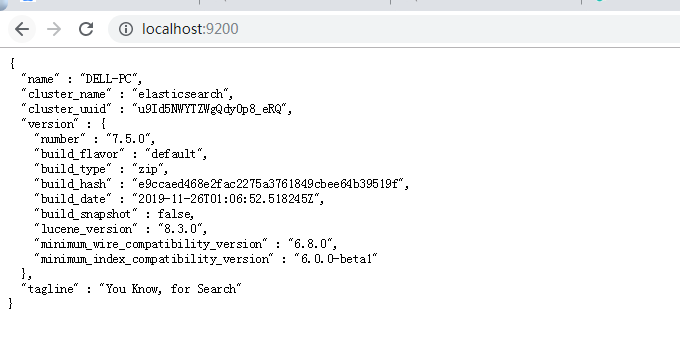 localhost:9200
{
"name" : "DELL-PC",
"cluster_name" : "elasticsearch",
"cluster_uuid" : "u9Id5NWYTZWgQdyOp8_eRQ",
"version" : {
"number" : "7.5.0",
"build_flavor" : "default",
"build_type" : "zip",
"build_hash" : "e9ccaed468e2fac2275a3761849cbee64b39519f",
"build_date" : "2019-11-26T01:06:52.518245Z",
"build_snapshot" : false,
"lucene_version" : "8.3.0",
"minimum_wire_compatibility_version" : "6.8.0",
"minimum_index_compatibility_version" : "6.0.0-beta1"
},
"tagline" : "You Know, for Search"
}